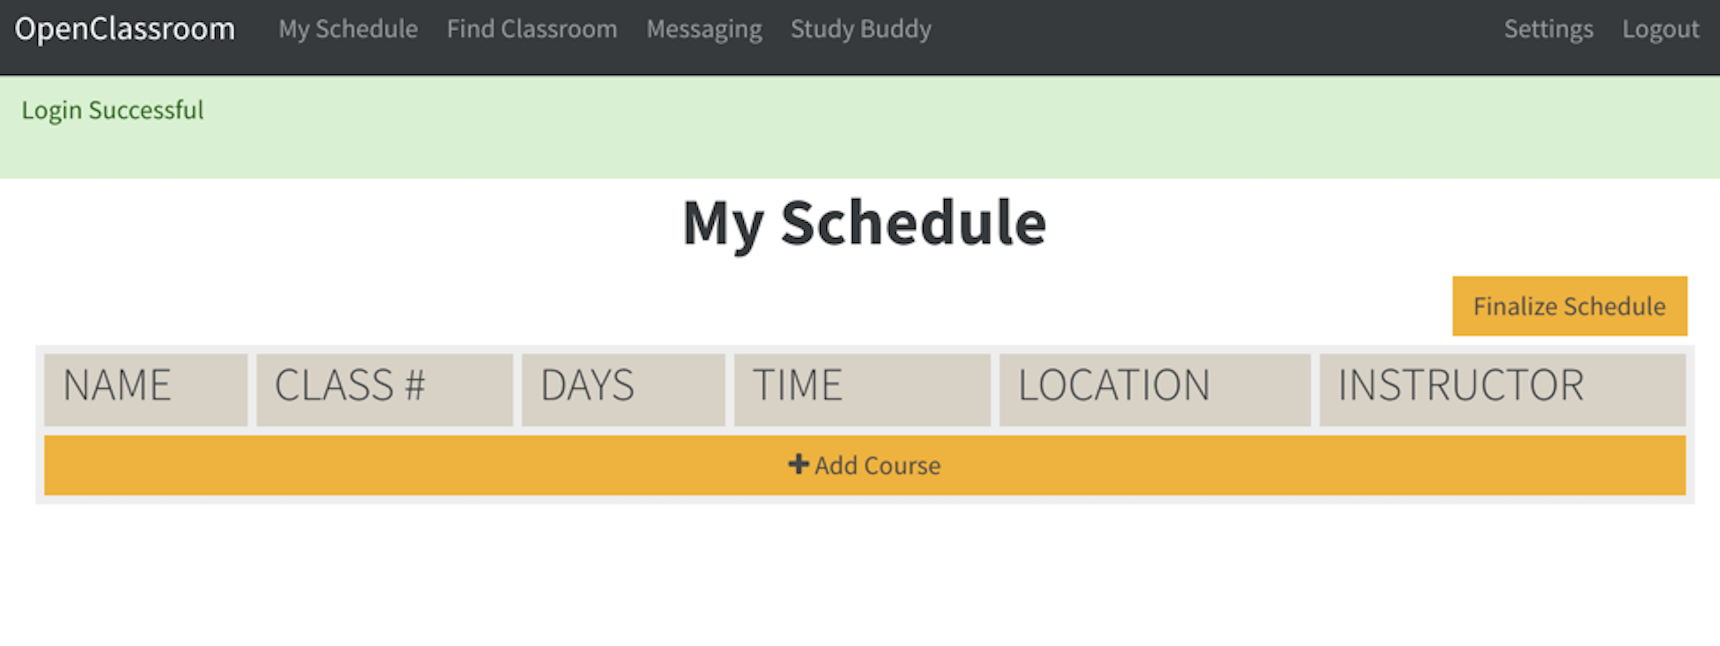 OpenClassroom My Schedule Find Classroom Messaging Study Buddy Settings Logout
Login Successful
My Schedule
Finalize Schedule
NAME CLASS # DAYS TIME LOCATION INSTRUCTOR
Add Course